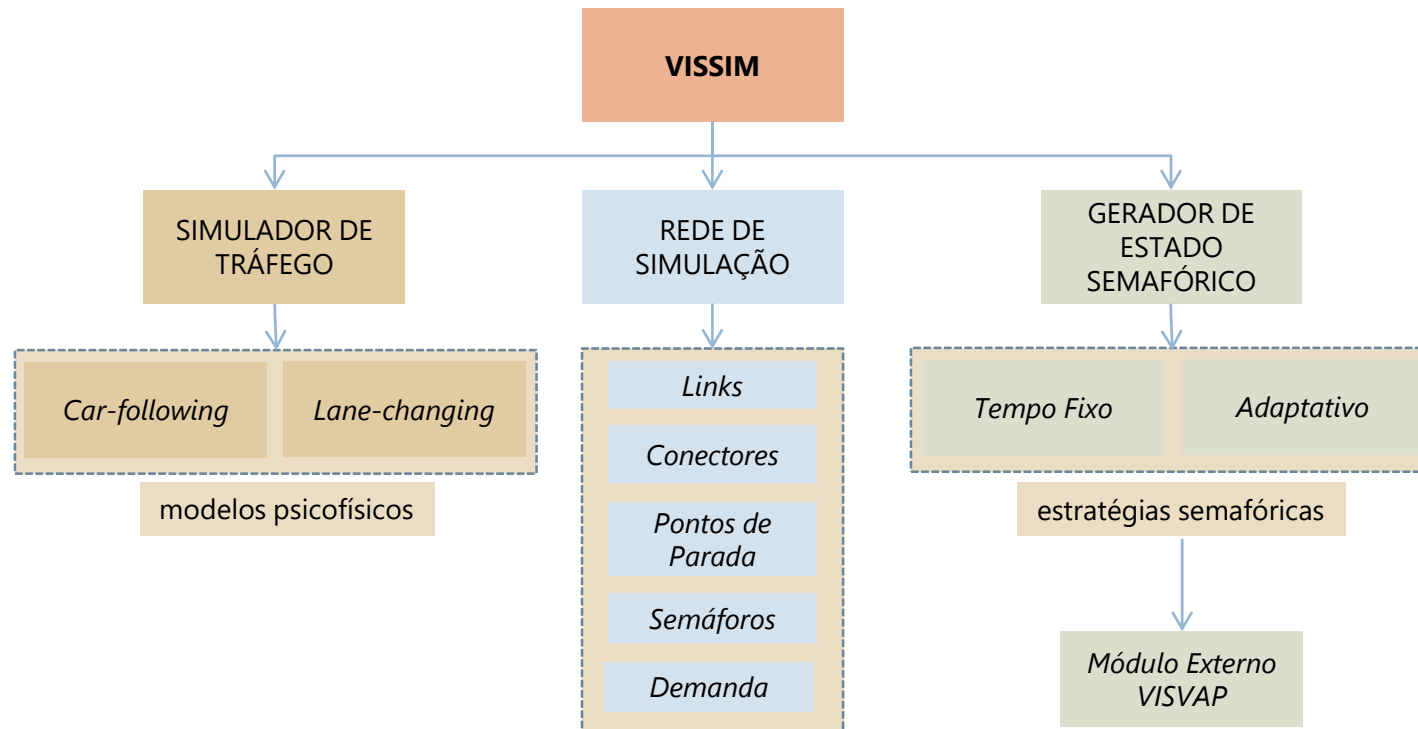 VISSIM
SIMULADOR DE
TRÁFEGO
REDE DE
SIMULAÇÃO
GERADOR DE
ESTADO
SEMAFÓRICO
Car-following
Lane-changing
modelos psicofísicos
Links
Conectores
Pontos de
Parada
Semáforos
Demanda
Tempo Fixo
Adaptativo
estratégias semafóricas
Módulo Externo
VISVAP